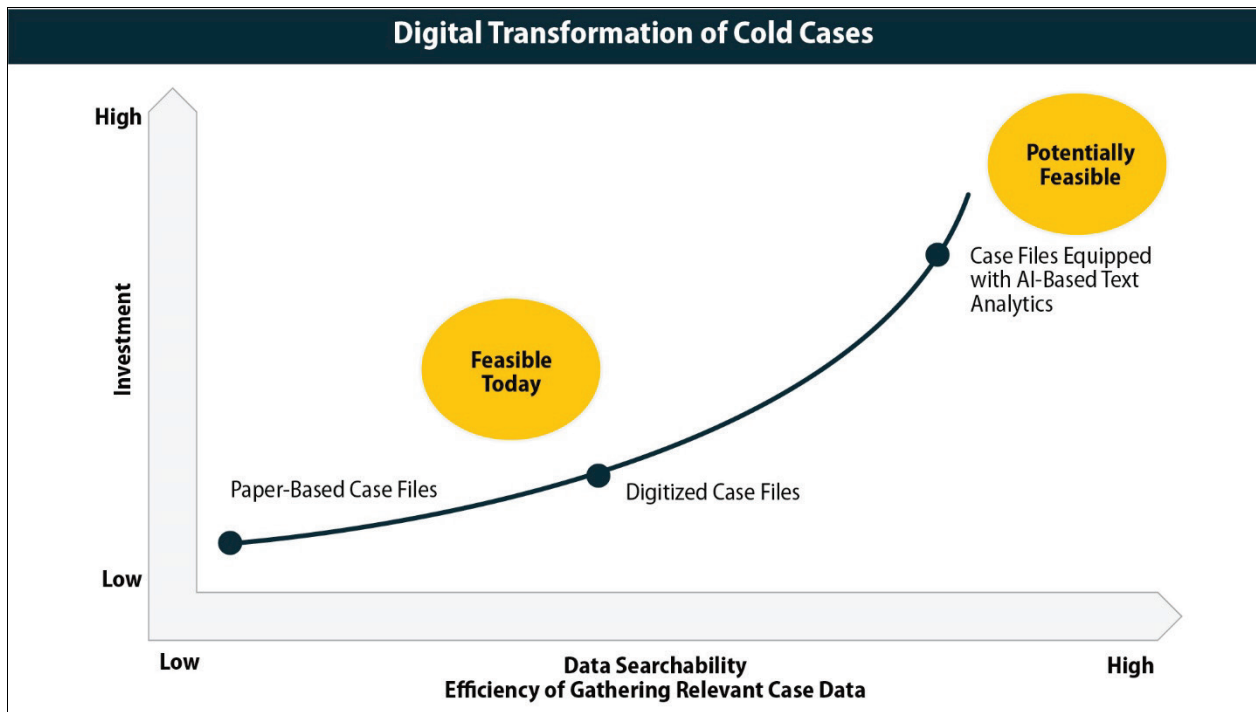 Digital Transformation of Cold Cases
High
Potentially
Feasible
Case Files Equipped
with AI-Based Text
Analytics
Investment
Feasible
Today
Paper-Based Case Files
Digitized Case Files
Low
Low
Data Searchability
High
Efficiency of Gathering Relevant Case Data